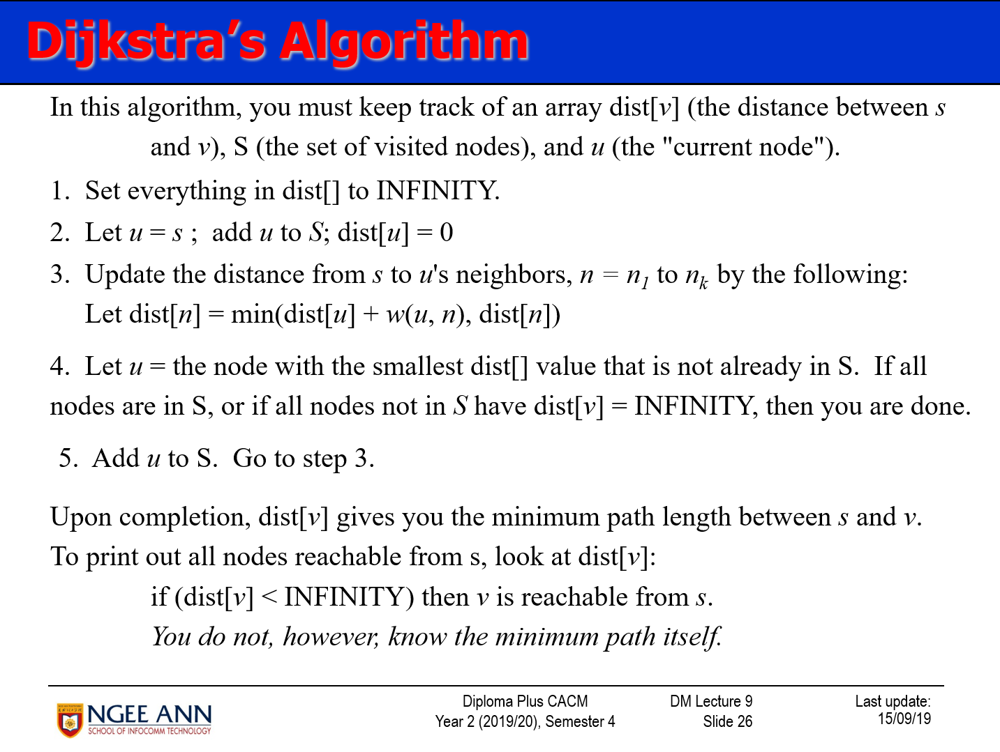 Dijkstra’s Algorithm
In this algorithm, you must keep track of an array dist[v] (the distance between s
and v), S (the set of visited nodes), and u (the "current node").
1. Set everything in dist[] to INFINITY.
2. Let u = s ; add u to S; dist[u] = 0
3. Update the distance from s to u's neighbors, n = n1 to nk by the following:
Let dist[n] = min(dist[u] + w(u, n), dist[n])
4. Let u = the node with the smallest dist[] value that is not already in S. If all
nodes are in S, or if all nodes not in S have dist[v] = INFINITY, then you are done.
5. Add u to S. Go to step 3.
Upon completion, dist[v] gives you the minimum path length between s and v.
To print out all nodes reachable from s, look at dist[v]:
if (dist[v] < INFINITY) then v is reachable from s.
You do not, however, know the minimum path itself.
NGEE ANN
SCHOOL OF INFOCOMM TECHNOLOGY
Diploma Plus CACM
Year 2 (2019/20), Semester 4
DM Lecture 9
Slide 26
Last update:
15/09/19